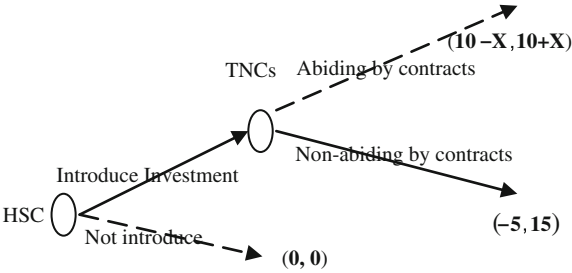 (10 – X, 10+X)
TNCs
Abiding by contracts
Non-abiding by contracts
Introduce Investment
HSC
Not introduce
(−5, 15)
(0, 0)